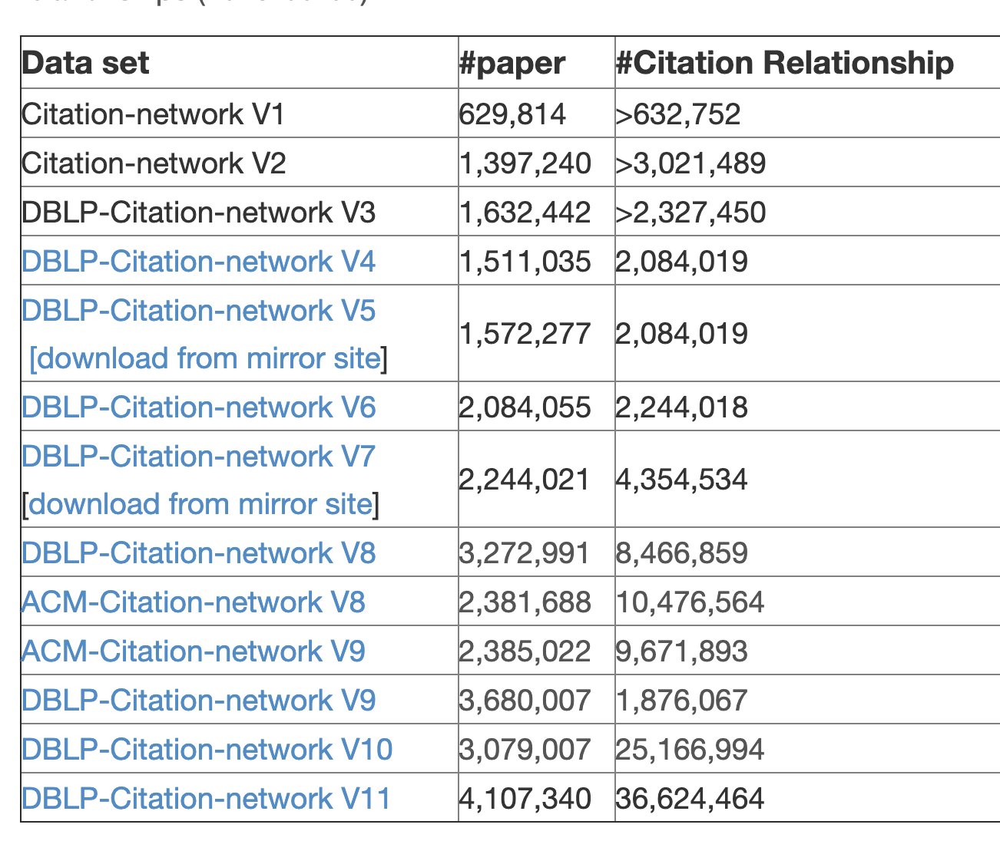 Data set #paper #Citation Relationship
Citation-network V1 629,814 >632,752
Citation-network V2 1,397,240 >3,021,489
DBLP-Citation-network V3 1,632,442 >2,327,450
DBLP-Citation-network V4 1,511,035 2,084,019
DBLP-Citation-network V5
[download from mirror site] 1,572,277 2,084,019
DBLP-Citation-network V6 2,084,055 2,244,018
DBLP-Citation-network V7
[download from mirror site] 2,244,021 4,354,534
DBLP-Citation-network V8 3,272,991 8,466,859
ACM-Citation-network V8 2,381,688 10,476,564
ACM-Citation-network V9 2,385,022 9,671,893
DBLP-Citation-network V9 3,680,007 1,876,067
DBLP-Citation-network V10 3,079,007 25,166,994
DBLP-Citation-network V11 4,107,340 36,624,464